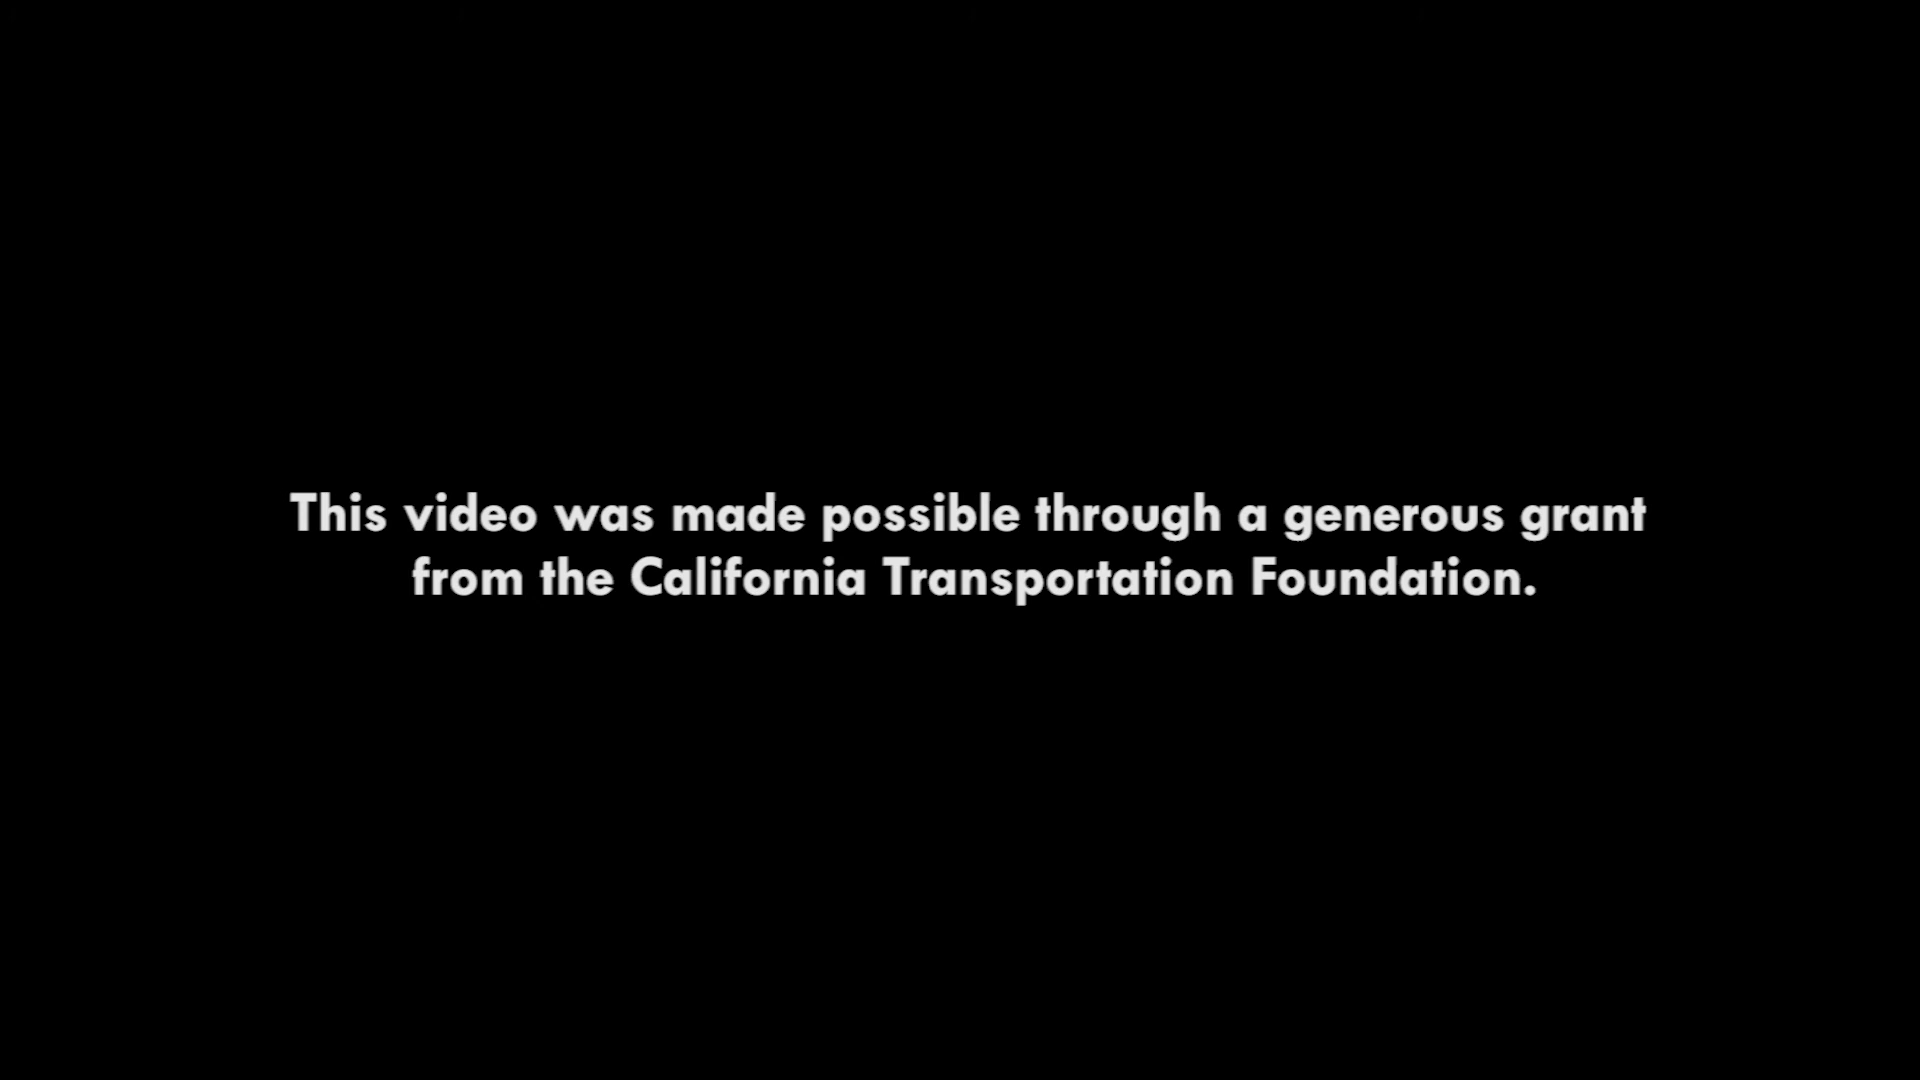 This video was made possible through a generous grant
from the California Transportation Foundation.